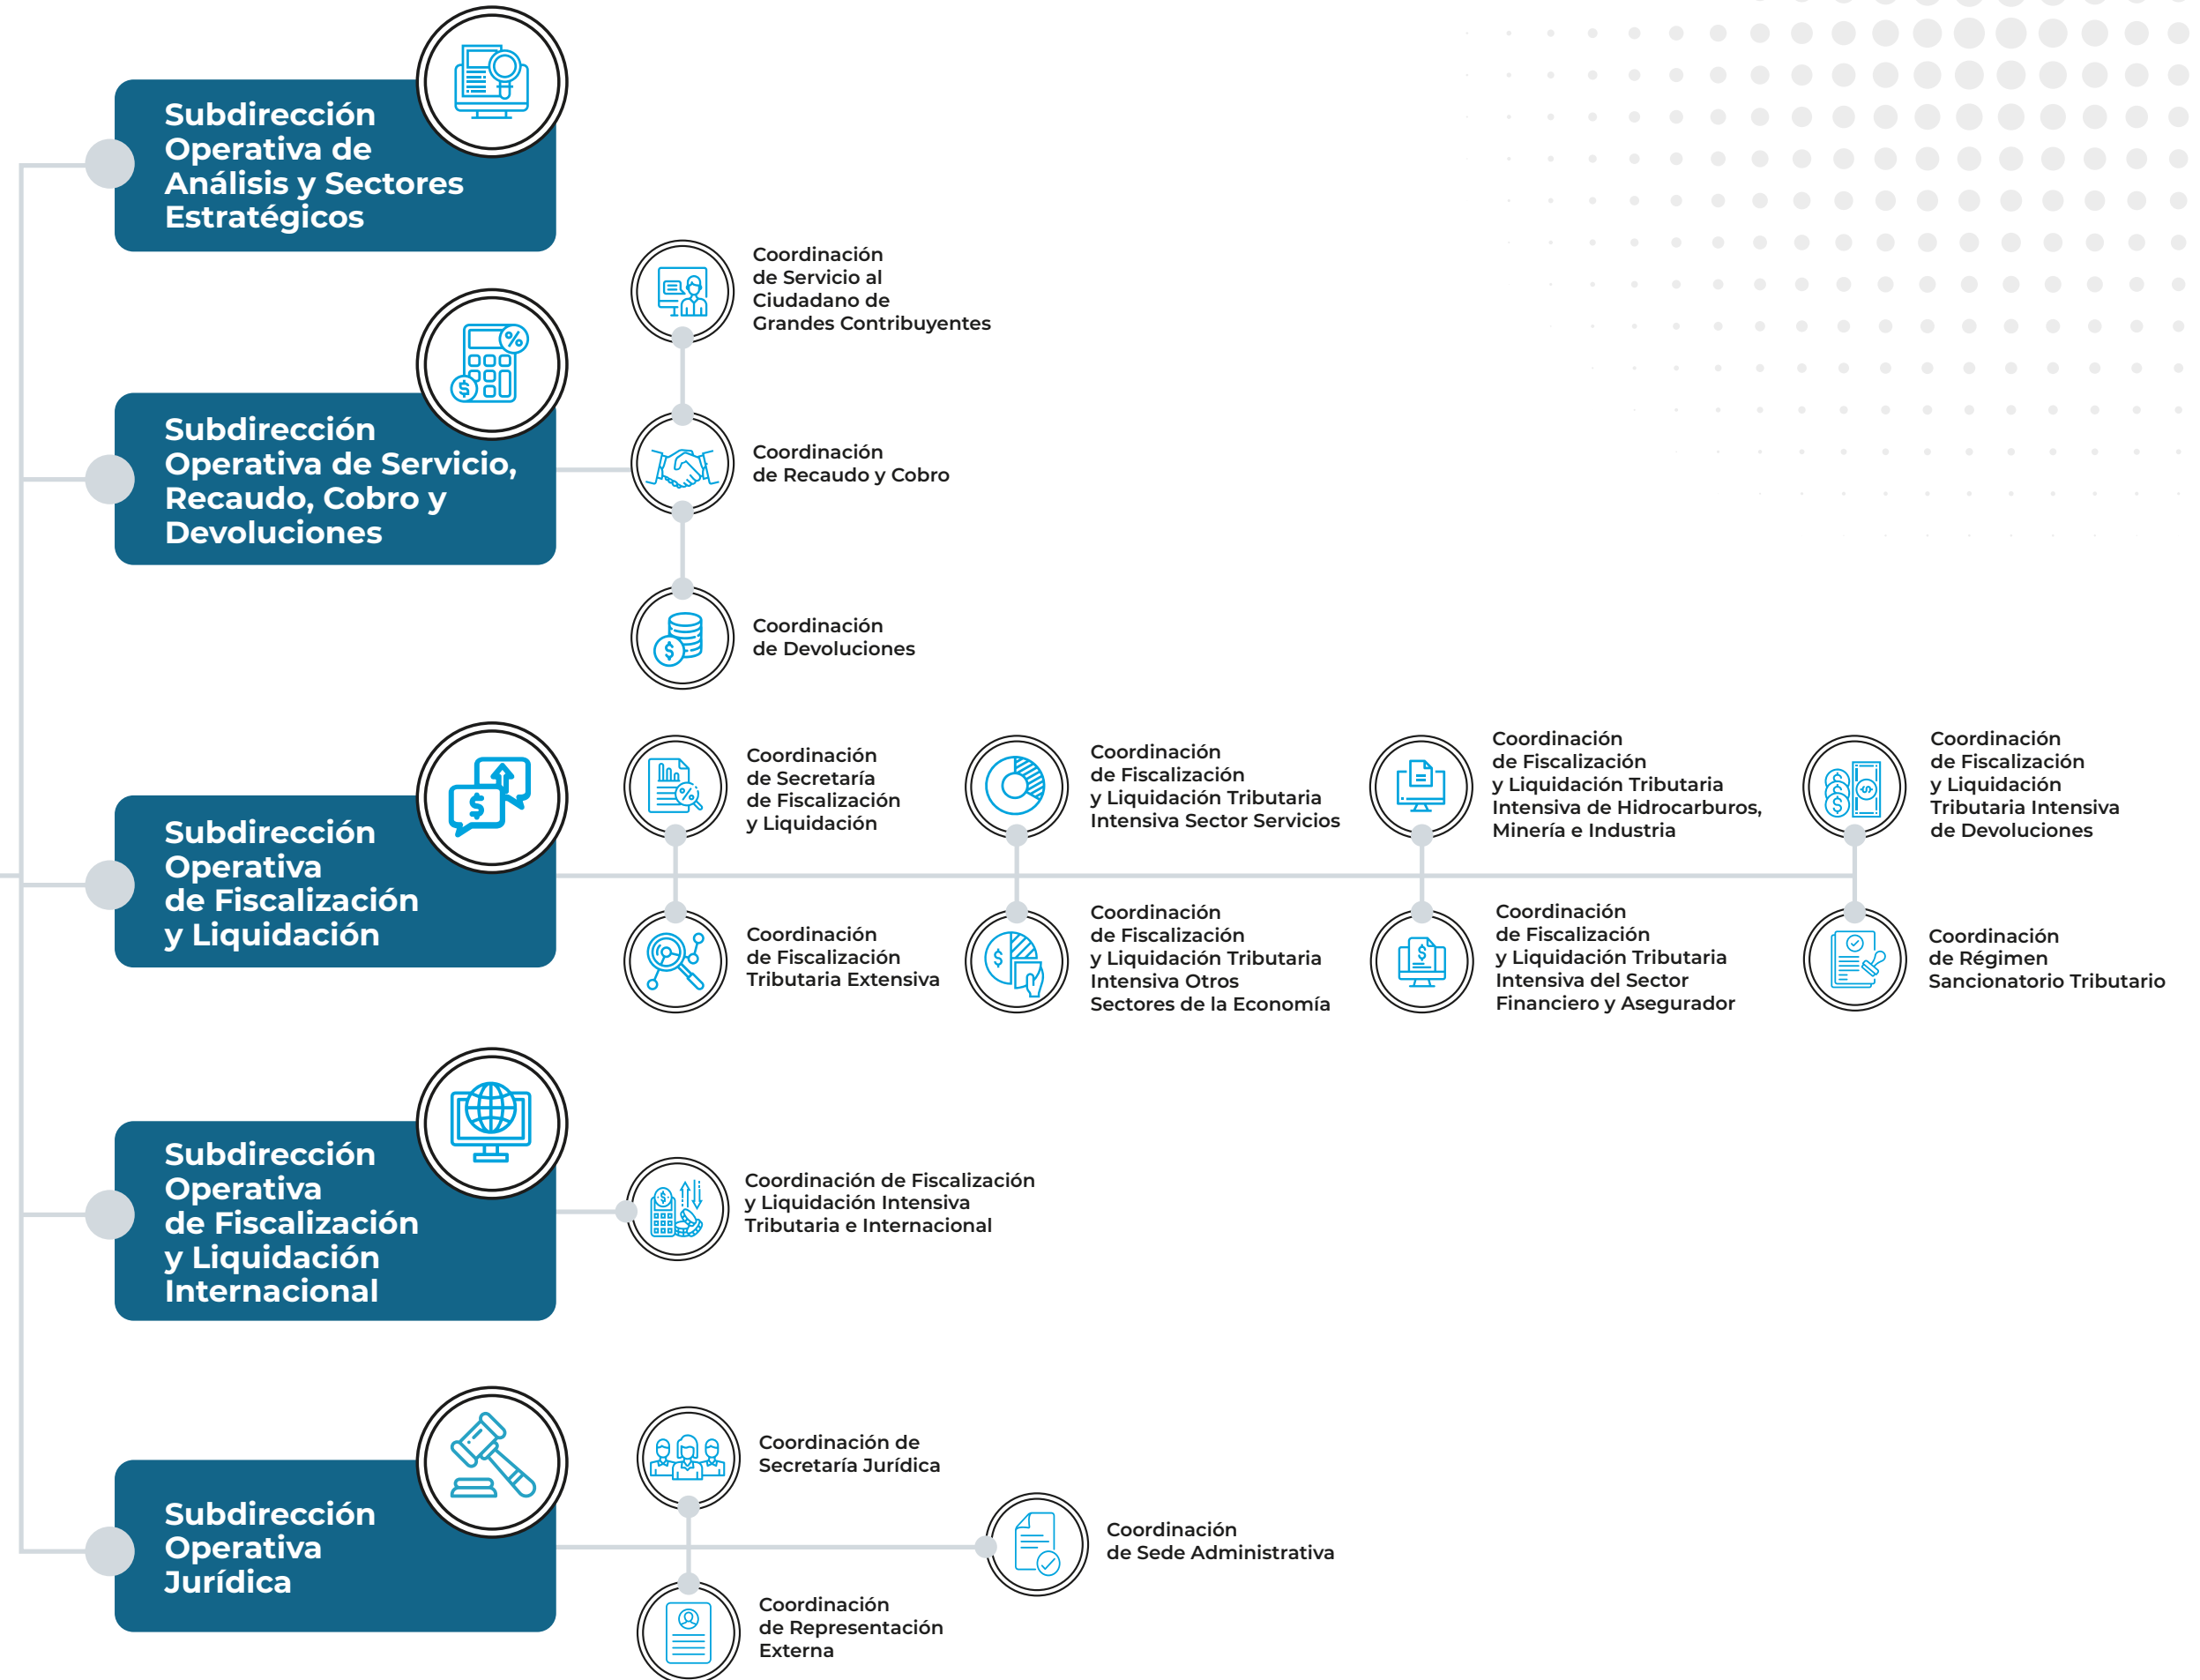 Subdirección
Operativa de
Análisis y Sectores
Estratégicos
Subdirección
Operativa de Servicio,
Recaudo, Cobro y
Devoluciones
Coordinación
de Servicio al
Ciudadano de
Grandes Contribuyentes
Coordinación
de Recaudo y Cobro
Coordinación
de Devoluciones
Subdirección
Operativa
de Fiscalización
y Liquidación
Coordinación
de Secretaría
de Fiscalización
y Liquidación
Coordinación
de Fiscalización
y Liquidación Tributaria
Intensiva Sector Servicios
Coordinación
de Fiscalización
y Liquidación Tributaria
Intensiva de Hidrocarburos,
Minería e Industria
Coordinación
de Fiscalización
y Liquidación
Tributaria Intensiva
de Devoluciones
Coordinación
de Fiscalización
Tributaria Extensiva
Coordinación
de Fiscalización
y Liquidación Tributaria
Intensiva Otros
Sectores de la Economía
Coordinación
de Fiscalización
y Liquidación Tributaria
Intensiva del Sector
Financiero y Asegurador
Coordinación
de Régimen
Sancionatorio Tributario
Subdirección
Operativa
de Fiscalización
y Liquidación
Internacional
Coordinación de Fiscalización
y Liquidación Intensiva
Tributaria e Internacional
Subdirección
Operativa
Jurídica
Coordinación de
Secretaría Jurídica
Coordinación
de Sede Administrativa
Coordinación
de Representación
Externa